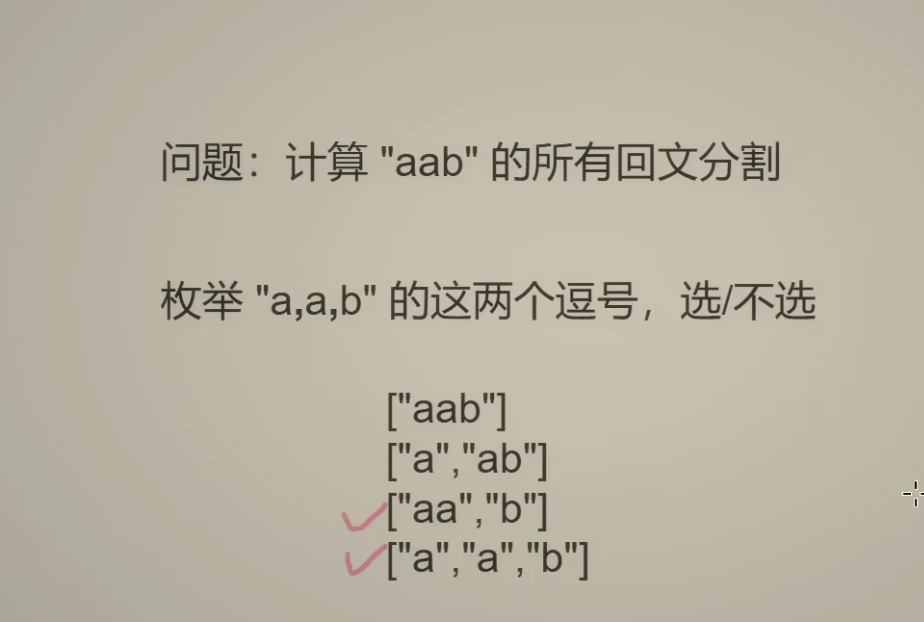 问题：计算 "aab" 的所有回文分割
枚举 "a,a,b" 的这两个逗号，选/不选
["aab"]
["a","ab"]
["aa","b"]
["a","a","b"]